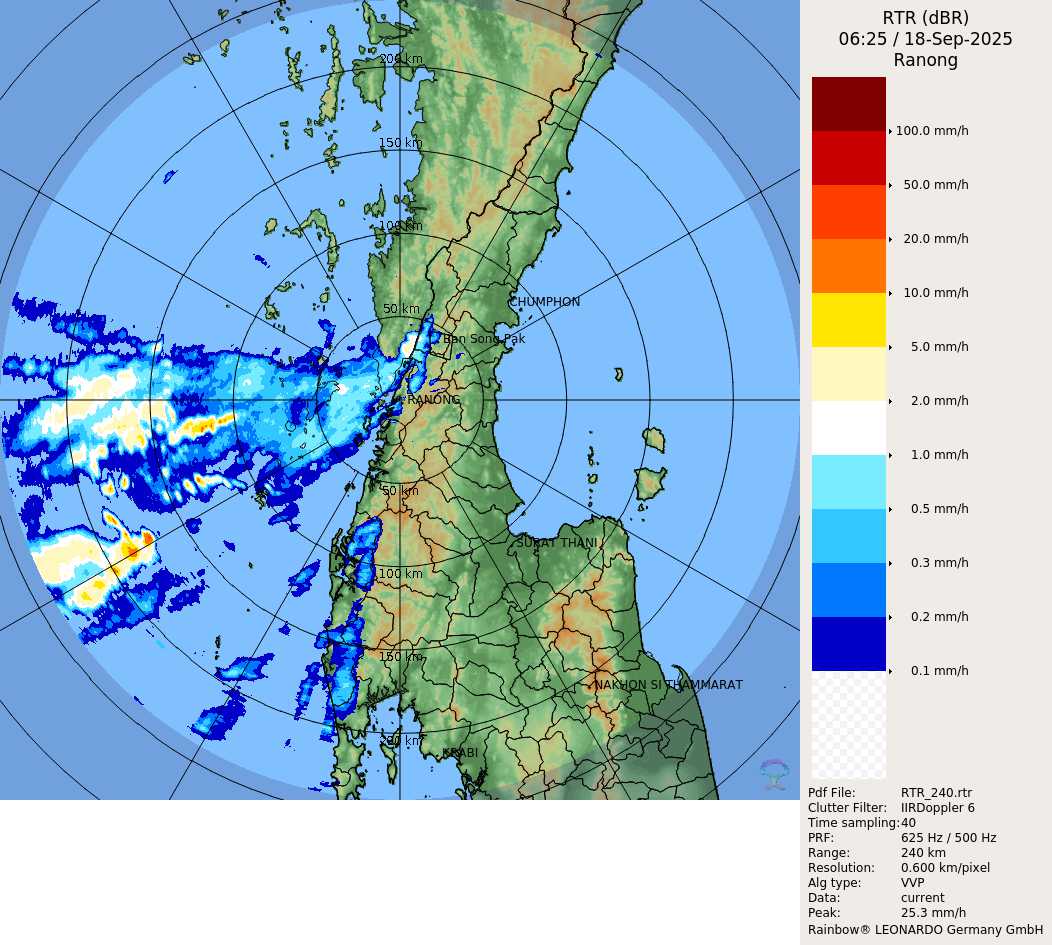 RTR (dBR)
06:25 / 18-Sep-2025
Ranong
200 km
150 km
100 km
50 km
CHUMPHON
Ban Song Pak
RANONG
50 km
SURAT THANI
100 km
150 km
NAKHON SI THAMMARAT
200 km
KRABI
100.0 mm/h
50.0 mm/h
20.0 mm/h
10.0 mm/h
5.0 mm/h
2.0 mm/h
1.0 mm/h
0.5 mm/h
0.3 mm/h
0.2 mm/h
0.1 mm/h
Pdf File: RTR_240.rtr
Clutter Filter: IIRDoppler 6
Time sampling: 40
PRF: 625 Hz / 500 Hz
Range: 240 km
Resolution: 0.600 km/pixel
Alg type: VVP
Data: current
Peak: 25.3 mm/h
Rainbow® LEONARDO Germany GmbH